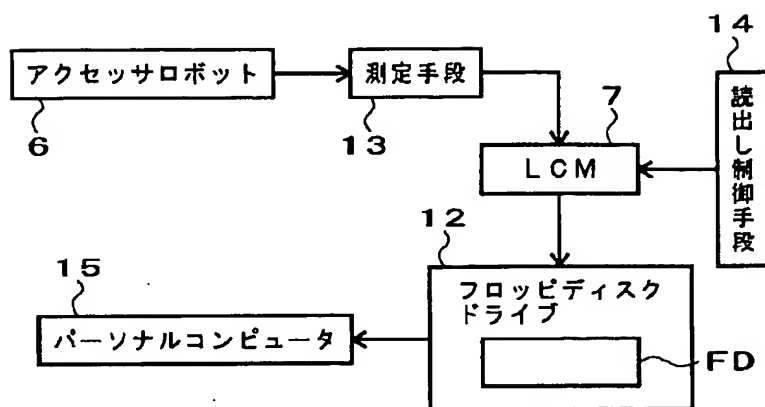 14
アクセッサロボット
測定手段
6
13
7
LCM
読出し制御手段
12
15
フロッピディスク
ドライブ
パーソナルコンピュータ
FD